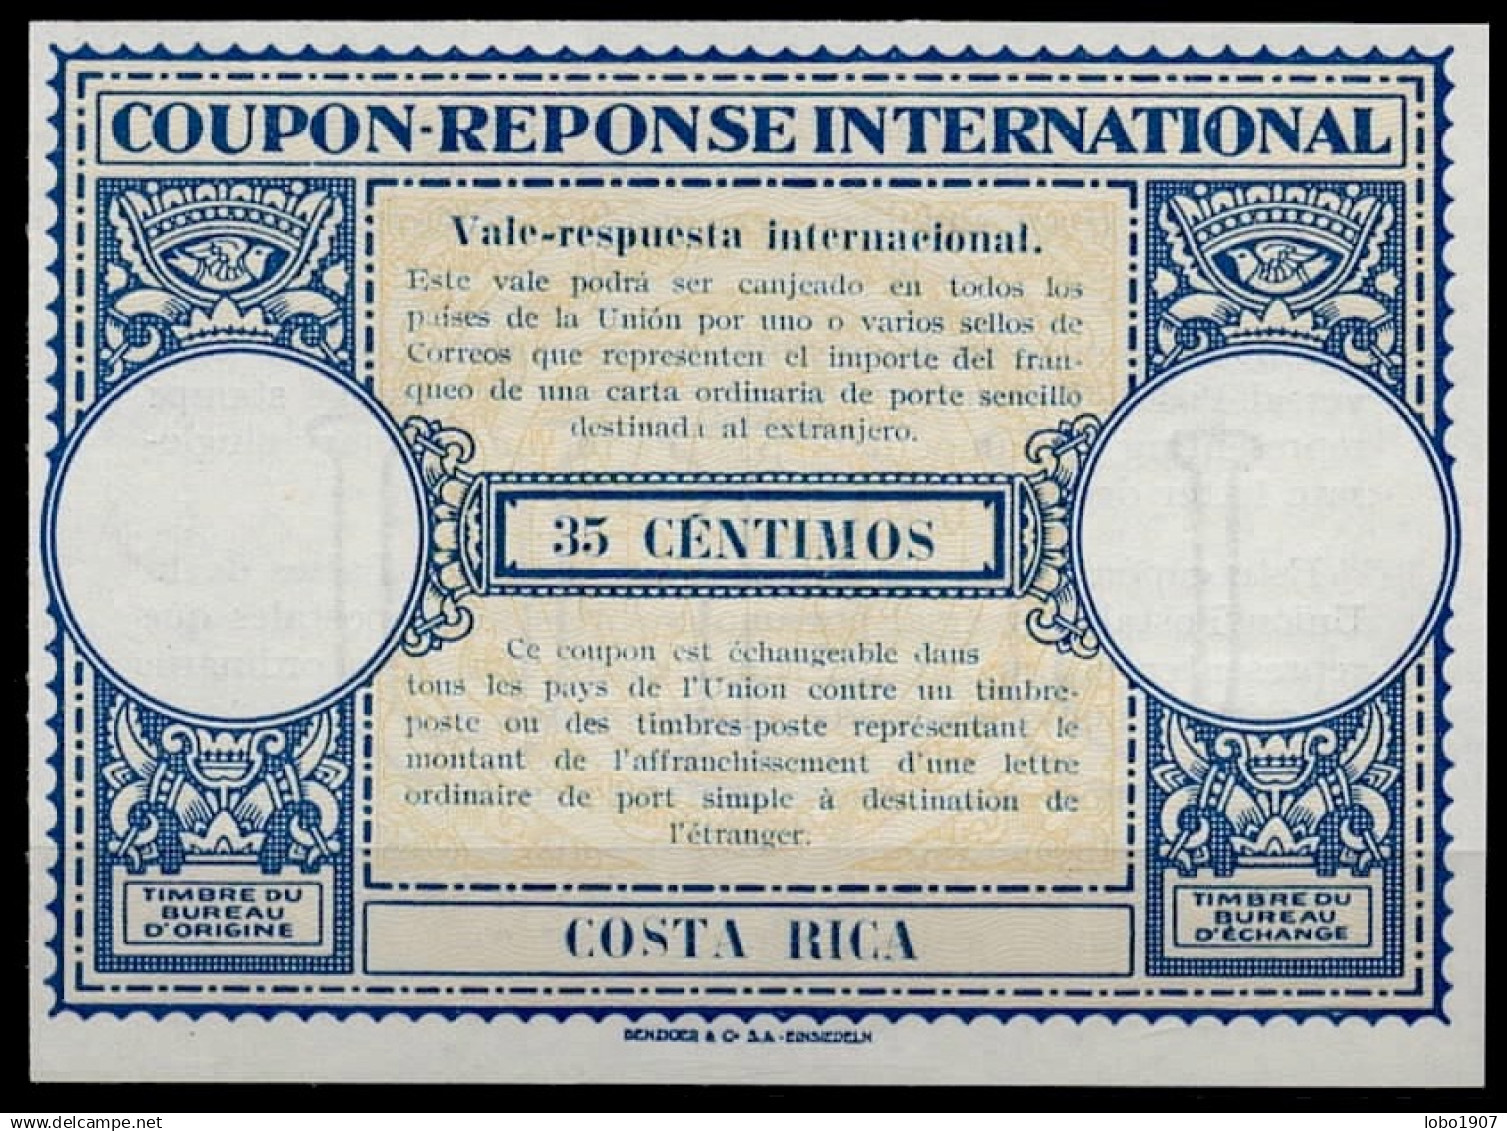 COUPON-REPONSE INTERNATIONAL
Vale-respuesta internacional.
Este vale podrá ser canjeado en todos los
países de la Unión por uno o varios sellos de
Correos que representen el importe del fran-
queo de una carta ordinaria de porte sencillo
destinada al extranjero.
35 CÉNTIMOS
Ce coupon est échangeable dans
tous les pays de l'Union contre un timbre-
poste ou des timbres-poste représentant le
montant de l'affranchissement d'une lettre
ordinaire de port simple à destination de
l'étranger.
TIMBRE DU
BUREAU
D'ORIGINE
COSTA RICA
TIMBRE DU
BUREAU
D'ÉCHANGE
BENZIGER & Co S.A. - EINSIEDELN
lobo1907